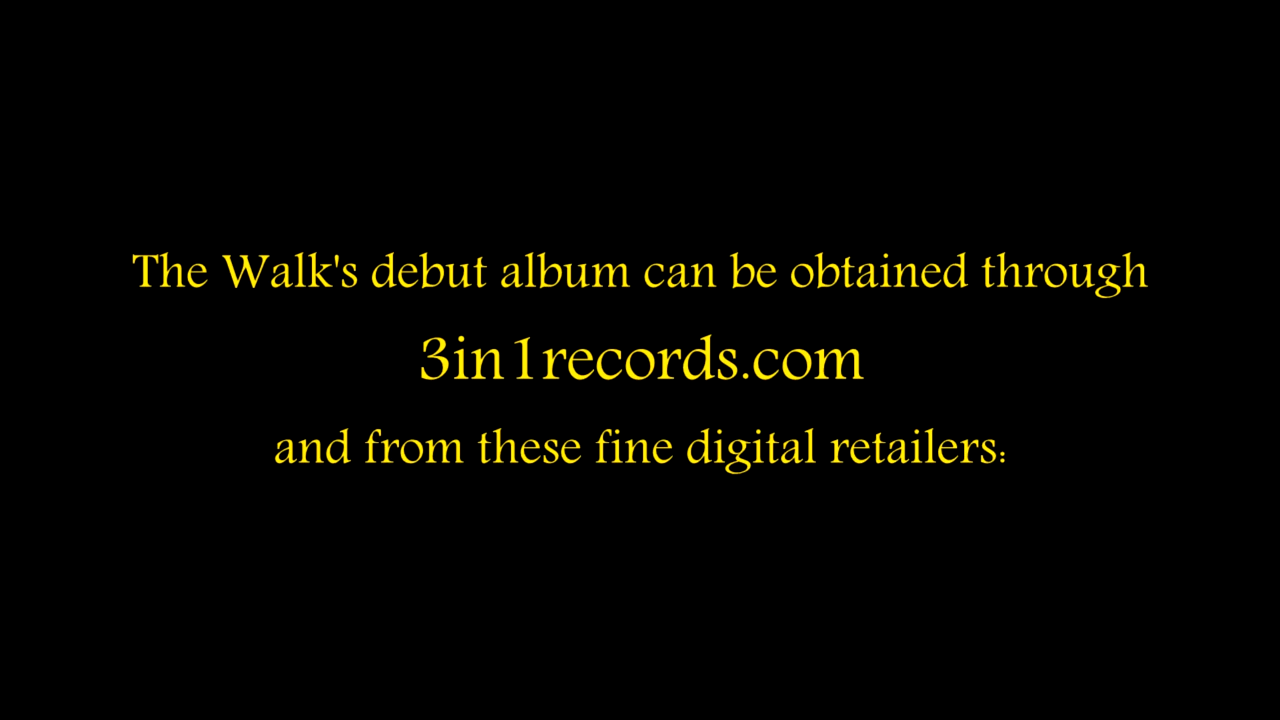 The Walk's debut album can be obtained through
3in1records.com
and from these fine digital retailers: